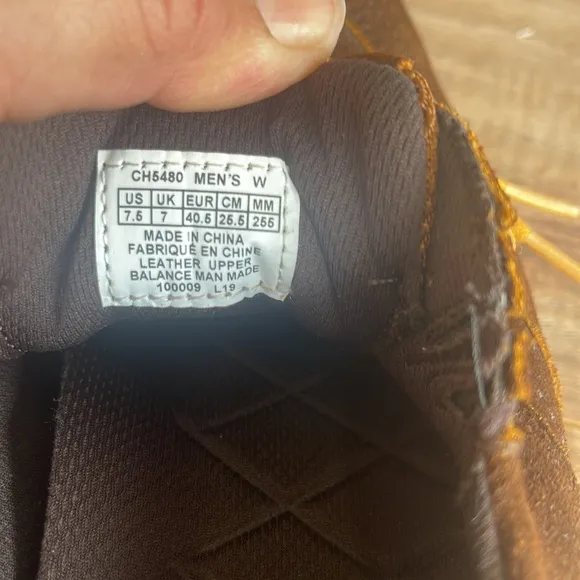 CH5480 MEN'S W
US UK EUR CM MM
7.5 7 40.5 25.5 255
MADE IN CHINA
FABRIQUÉ EN CHINE
LEATHER UPPER
BALANCE MAN MADE
100009 L19